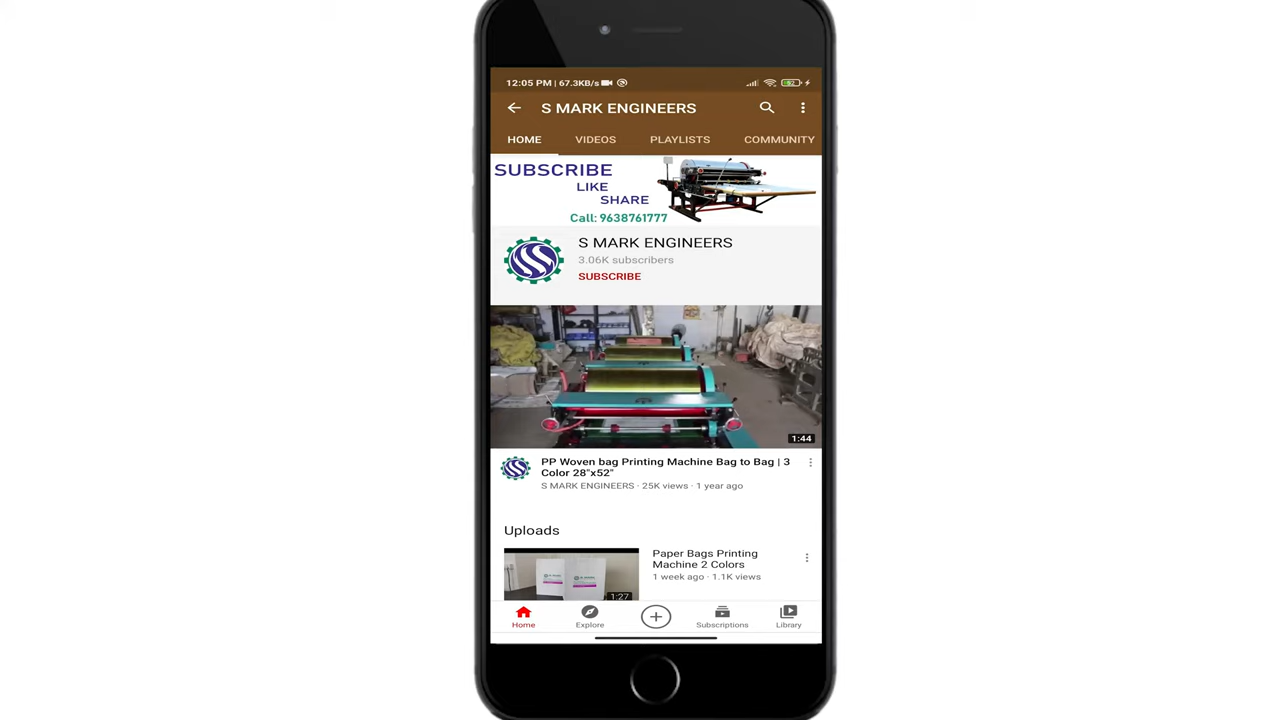 12:05 PM | 67.3KB/s
S MARK ENGINEERS
HOME VIDEOS PLAYLISTS COMMUNITY
SUBSCRIBE
LIKE
SHARE
Call: 9638761777
S MARK ENGINEERS
3.06K subscribers
SUBSCRIBE
1:44
PP Woven bag Printing Machine Bag to Bag | 3
Color 28"x52"
S MARK ENGINEERS · 25K views · 1 year ago
Uploads
Paper Bags Printing
Machine 2 Colors
1 week ago · 1.1K views
1:27
Home Explore Subscriptions Library